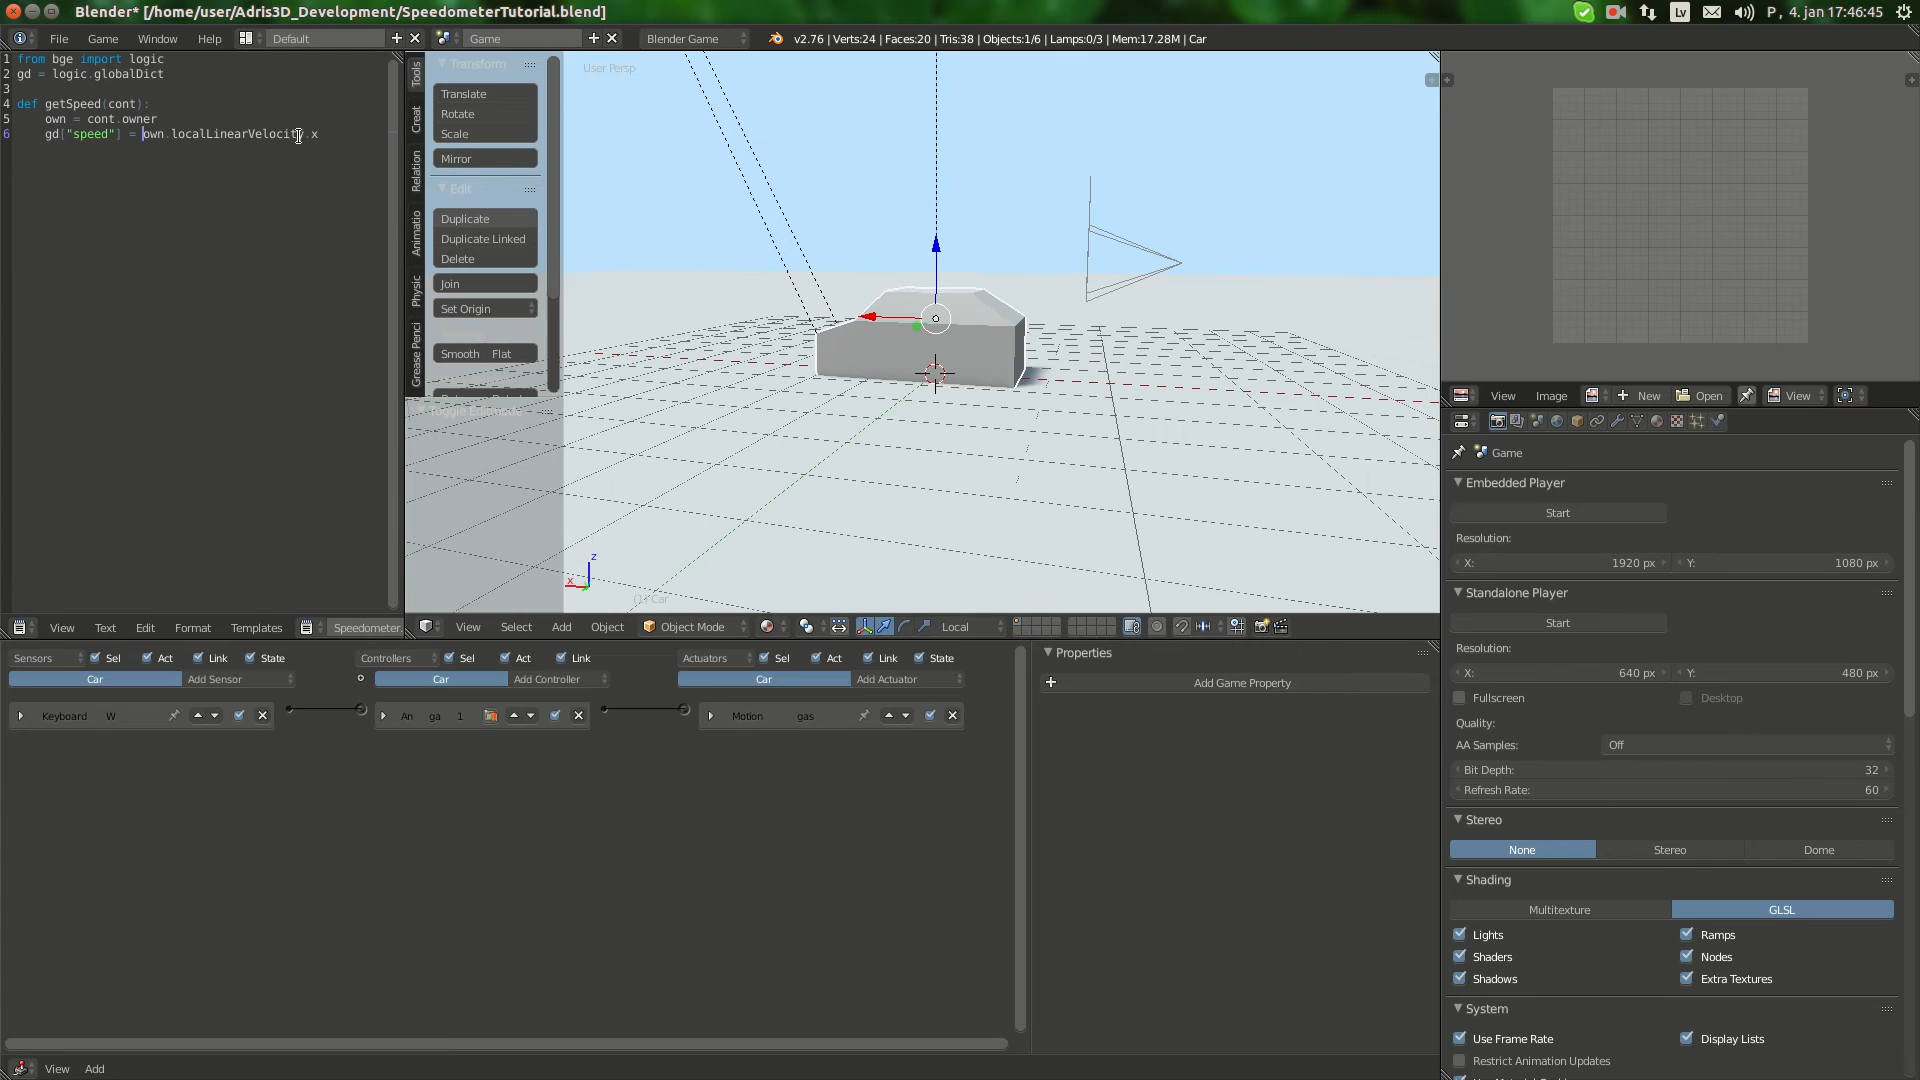 Blender* [/home/user/Adris3D_Development/SpeedometerTutorial.blend]
Lv
P , 4. jan 17:46:45
File Game Window Help
Default
Game
Blender Game
v2.76 | Verts:24 | Faces:20 | Tris:38 | Objects:1/6 | Lamps:0/3 | Mem:17.28M | Car
1 from bge import logic
2 gd = logic.globalDict
3
4 def getSpeed(cont):
5 own = cont.owner
6 gd["speed"] = own.localLinearVelocity.x
Tools
Creat
Relation
Animatio
Physic
Grease Penci
Transform
Translate
Rotate
Scale
Mirror
Edit
Duplicate
Duplicate Linked
Delete
Join
Set Origin
Smooth Flat
Toggle Editmode
User Persp
z
x
(1) Car
View Text Edit Format Templates
Speedometer.
View Select Add Object
Object Mode
Local
View Image
New
Open
View
Game
Embedded Player
Start
Resolution:
X: 1920 px
Y: 1080 px
Standalone Player
Start
Resolution:
X: 640 px
Y: 480 px
Fullscreen
Desktop
Quality:
AA Samples: Off
Bit Depth: 32
Refresh Rate: 60
Stereo
None Stereo Dome
Shading
Multitexture GLSL
Lights Ramps
Shaders Nodes
Shadows Extra Textures
System
Use Frame Rate Display Lists
Restrict Animation Updates
Sensors Sel Act Link State
Car Add Sensor
Keyboard W
Controllers Sel Act Link
Car Add Controller
An ga 1
Actuators Sel Act Link State
Car Add Actuator
Motion gas
Properties
Add Game Property
View Add